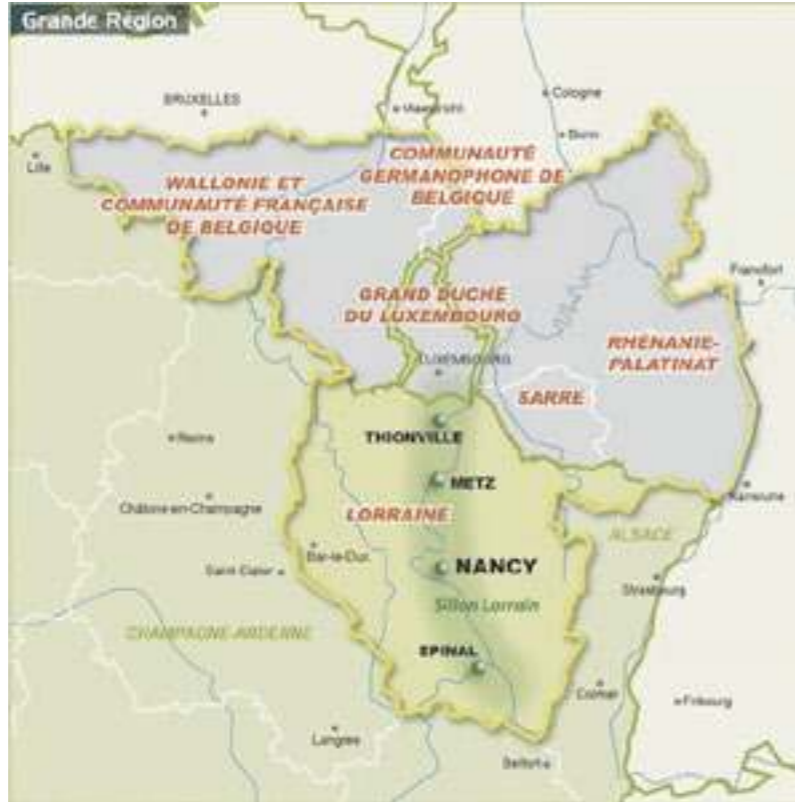 Grande Région
BRUXELLES
Maastricht
Cologne
Bonn
Lille
COMMUNAUTÉ
GERMANOPHONE DE
BELGIQUE
WALLONIE ET
COMMUNAUTÉ FRANÇAISE
DE BELGIQUE
Francfort
GRAND DUCHÉ
DU LUXEMBOURG
RHÉNANIE-
PALATINAT
LUXEMBOURG
SARRE
Reims
THIONVILLE
METZ
Châlons-en-Champagne
LORRAINE
ALSACE
Bar-le-Duc
NANCY
Saint-Dizier
Strasbourg
Sillon Lorrain
CHAMPAGNE-ARDENNE
EPINAL
Colmar
Fribourg
Langres
Belfort